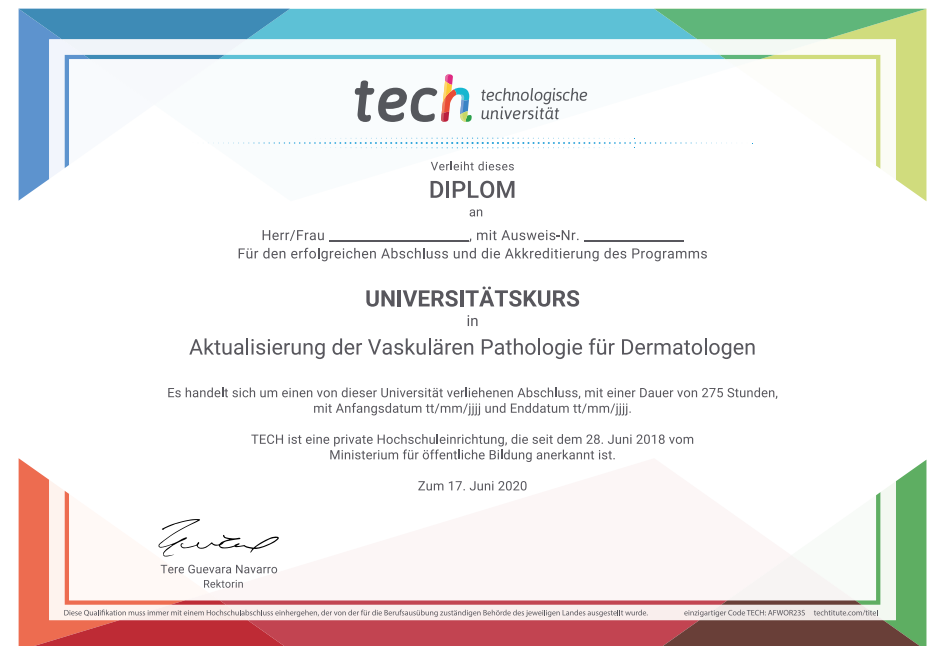 tech technologische
universität
Verleiht dieses
DIPLOM
an
Herr/Frau ____________, mit Ausweis-Nr. ____________
Für den erfolgreichen Abschluss und die Akkreditierung des Programms
UNIVERSITÄTSKURS
in
Aktualisierung der Vaskulären Pathologie für Dermatologen
Es handelt sich um einen von dieser Universität verliehenen Abschluss, mit einer Dauer von 275 Stunden,
mit Anfangsdatum tt/mm/jjjj und Enddatum tt/mm/jjjj.
TECH ist eine private Hochschuleinrichtung, die seit dem 28. Juni 2018 vom
Ministerium für öffentliche Bildung anerkannt ist.
Zum 17. Juni 2020
Tere Guevara Navarro
Rektorin
Diese Qualifikation muss immer mit einem Hochschulabschluss einhergehen, der von der für die Berufsausübung zuständigen Behörde des jeweiligen Landes ausgestellt wurde. einzigartiger Code TECH: AFWOR23S techtitute.com/titel